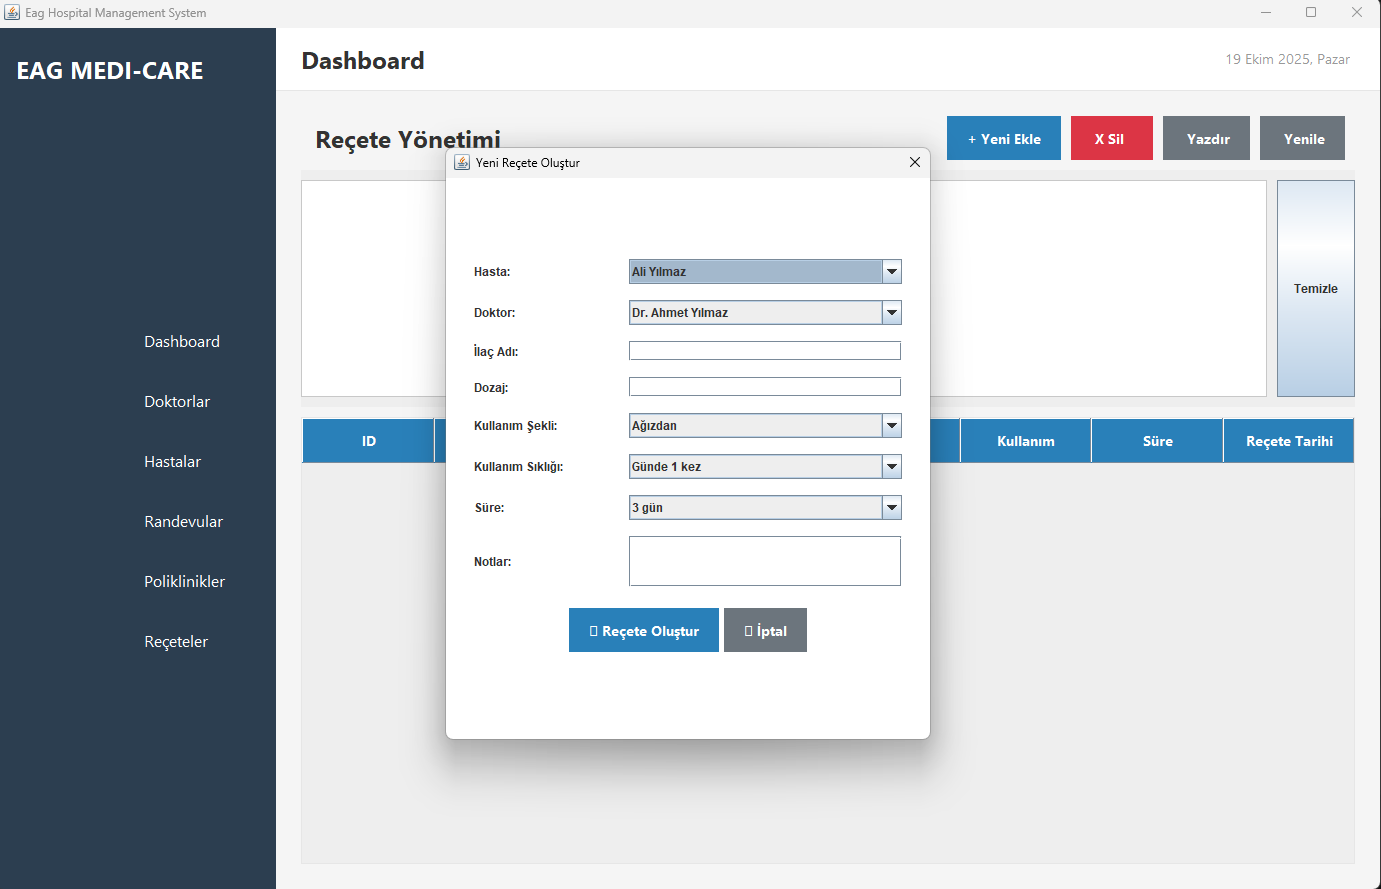 Eag Hospital Management System
EAG MEDI-CARE
Dashboard
19 Ekim 2025, Pazar
Dashboard
Doktorlar
Hastalar
Randevular
Poliklinikler
Reçeteler
Reçete Yönetimi
+ Yeni Ekle
X Sil
Yazdır
Yenile
Temizle
ID
Kullanım
Süre
Reçete Tarihi
Yeni Reçete Oluştur
Hasta: Ali Yılmaz
Doktor: Dr. Ahmet Yılmaz
İlaç Adı:
Dozaj:
Kullanım Şekli: Ağızdan
Kullanım Sıklığı: Günde 1 kez
Süre: 3 gün
Notlar:
Reçete Oluştur
İptal